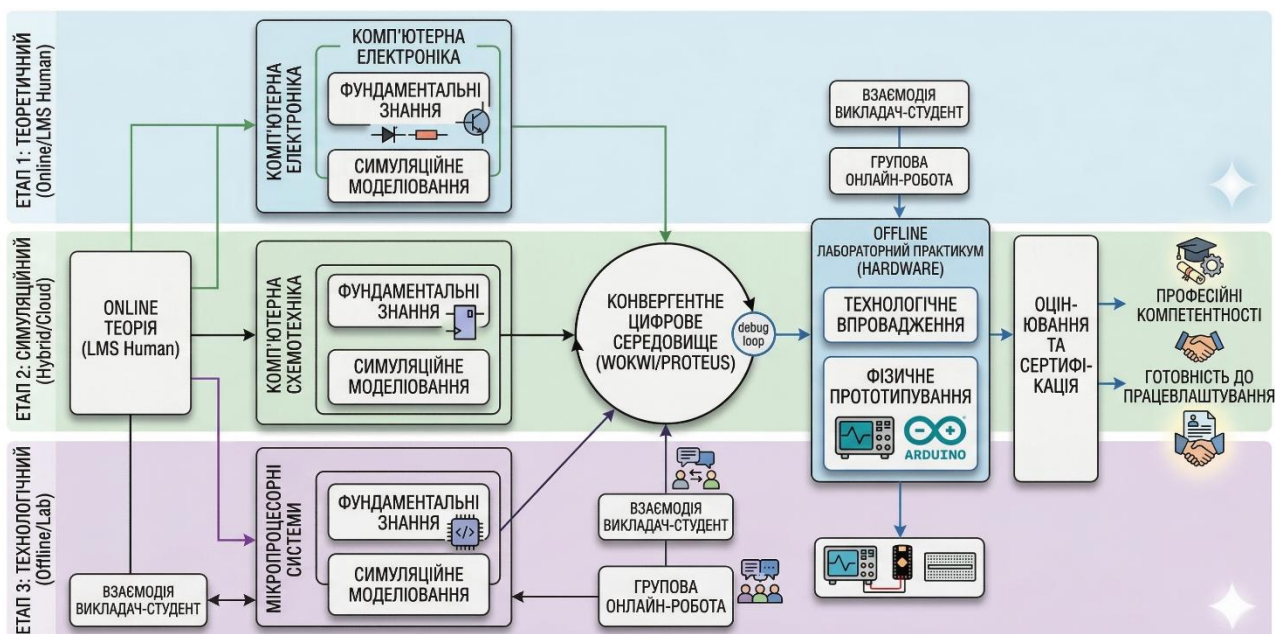 ЕТАП 1: ТЕОРЕТИЧНИЙ
(Online/LMS Human)
КОМП'ЮТЕРНА
ЕЛЕКТРОНІКА
КОМП'ЮТЕРНА
ЕЛЕКТРОНІКА
ФУНДАМЕНТАЛЬНІ
ЗНАННЯ
СИМУЛЯЦІЙНЕ
МОДЕЛІОВАННЯ
ВЗАЄМОДІЯ
ВИКЛАДАЧ-СТУДЕНТ
ГРУПОВА
ОНЛАЙН-РОБОТА
ЕТАП 2: СИМУЛЯЦІЙНИЙ
(Hybrid/Cloud)
ONLINE
ТЕОРІЯ
(LMS Human)
КОМП'ЮТЕРНА
СХЕМОТЕХНІКА
ФУНДАМЕНТАЛЬНІ
ЗНАННЯ
СИМУЛЯЦІЙНЕ
МОДЕЛІОВАННЯ
КОНВЕРГЕНТНЕ
ЦИФРОВЕ
СЕРЕДОВИЩЕ
(WOKWI/PROTEUS)
debug
loop
OFFLINE
ЛАБОРАТОРНИЙ ПРАКТИКУМ
(HARDWARE)
ТЕХНОЛОГІЧНЕ
ВПРОВАДЖЕННЯ
ФІЗИЧНЕ
ПРОТОТИПУВАННЯ
ARDUINO
ОЦІН-
ЮВАННЯ
ТА
СЕРТИФІ-
КАЦІЯ
ПРОФЕСІЙНІ
КОМПЕТЕНТНОСТІ
ГОТОВНІСТЬ ДО
ПРАЦЕВЛАШТУВАННЯ
ЕТАП 3: ТЕХНОЛОГІЧНИЙ
(Offline/Lab)
ВЗАЄМОДІЯ
ВИКЛАДАЧ-СТУДЕНТ
МІКРОПРОЦЕСОРНІ
СИСТЕМИ
ФУНДАМЕНТАЛЬНІ
ЗНАННЯ
</>
СИМУЛЯЦІЙНЕ
МОДЕЛІОВАННЯ
ВЗАЄМОДІЯ
ВИКЛАДАЧ-СТУДЕНТ
ГРУПОВА
ОНЛАЙН-РОБОТА